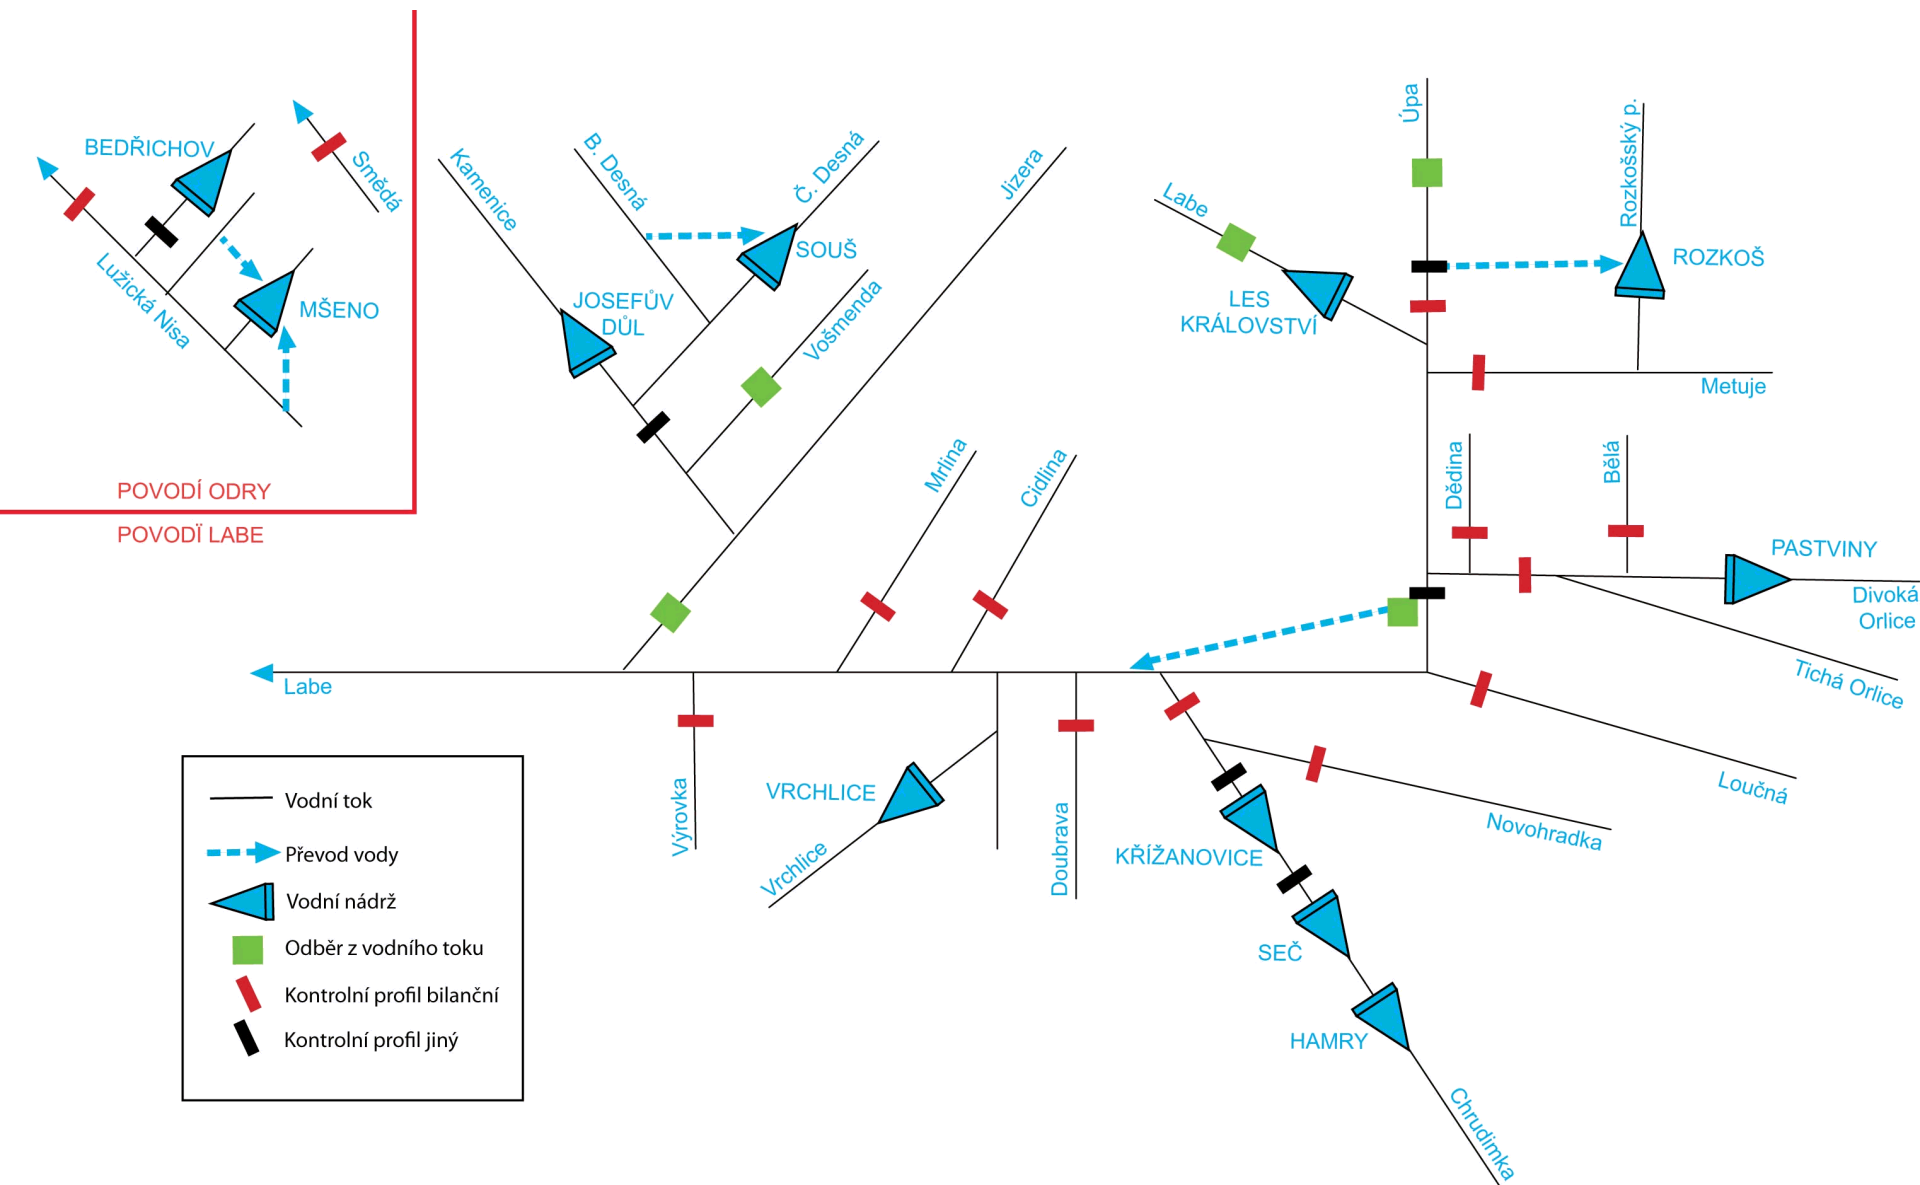 BEDŘICHOV
Smědá
Lužická Nisa
MŠENO
POVODÍ ODRY
POVODÏ LABE
Kamenice
B. Desná
Č. Desná
SOUŠ
Jizera
JOSEFŮV
DŮL
Vošmenda
Mrlina
Cidlina
Labe
LES
KRÁLOVSTVÍ
Úpa
Rozkošský p.
ROZKOŠ
Metuje
Dědina
Bělá
PASTVINY
Divoká
Orlice
Tichá Orlice
Loučná
Labe
Výrovka
VRCHLICE
Vrchlice
Doubrava
KŘÍŽANOVICE
Novohradka
SEČ
HAMRY
Chrudimka
Vodní tok
Převod vody
Vodní nádrž
Odběr z vodního toku
Kontrolní profil bilanční
Kontrolní profil jiný